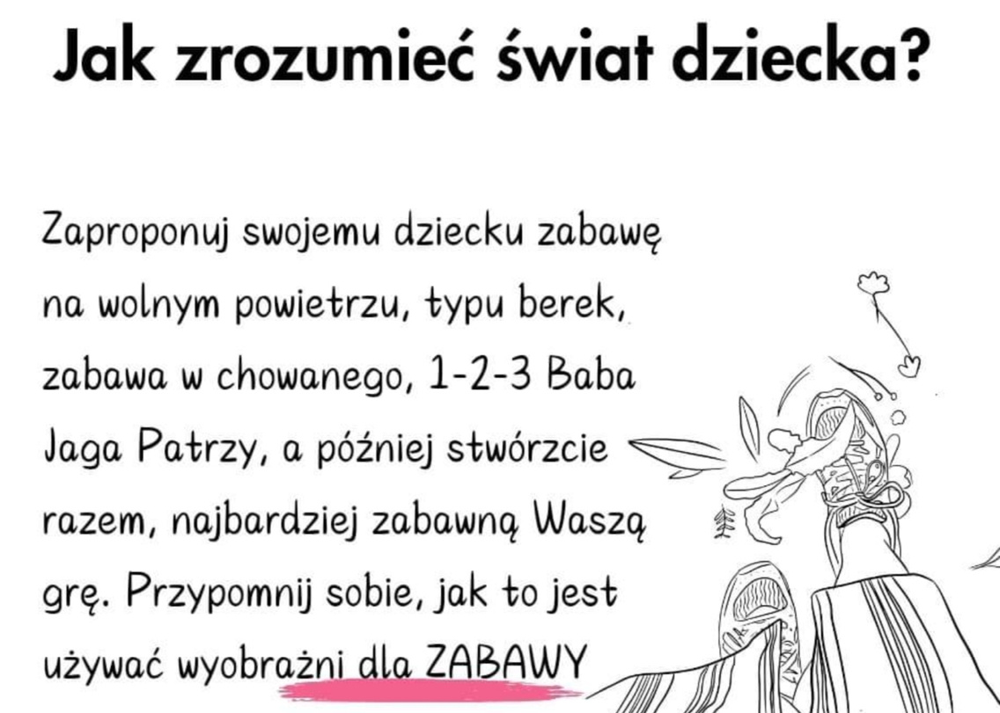 Jak zrozumieć świat dziecka?
Zaproponuj swojemu dziecku zabawę
na wolnym powietrzu, typu berek,
zabawa w chowanego, 1-2-3 Baba
Jaga Patrzy, a później stwórzcie
razem, najbardziej zabawną Waszą
grę. Przypomnij sobie, jak to jest
używać wyobraźni dla ZABAWY